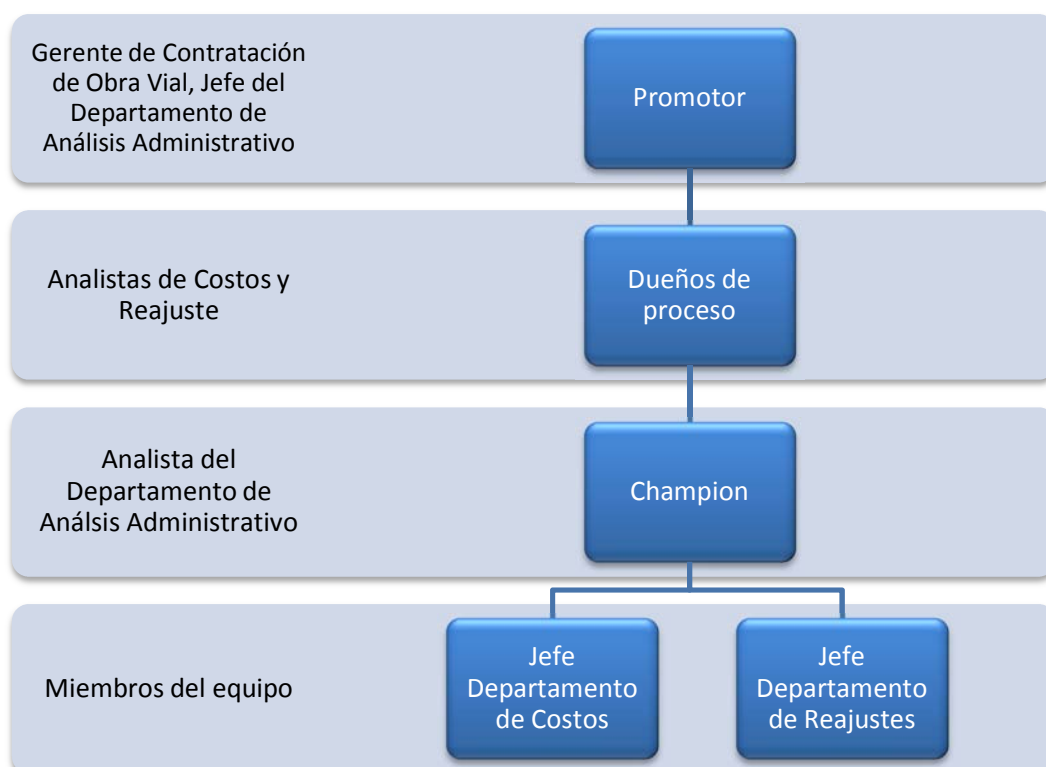 Gerente de Contratación
de Obra Vial, Jefe del
Departamento de
Análisis Administrativo
Promotor
Analistas de Costos y
Reajuste
Dueños de
proceso
Analista del
Departamento de
Análsis Administrativo
Champion
Miembros del equipo
Jefe
Departamento
de Costos
Jefe
Departamento
de Reajustes